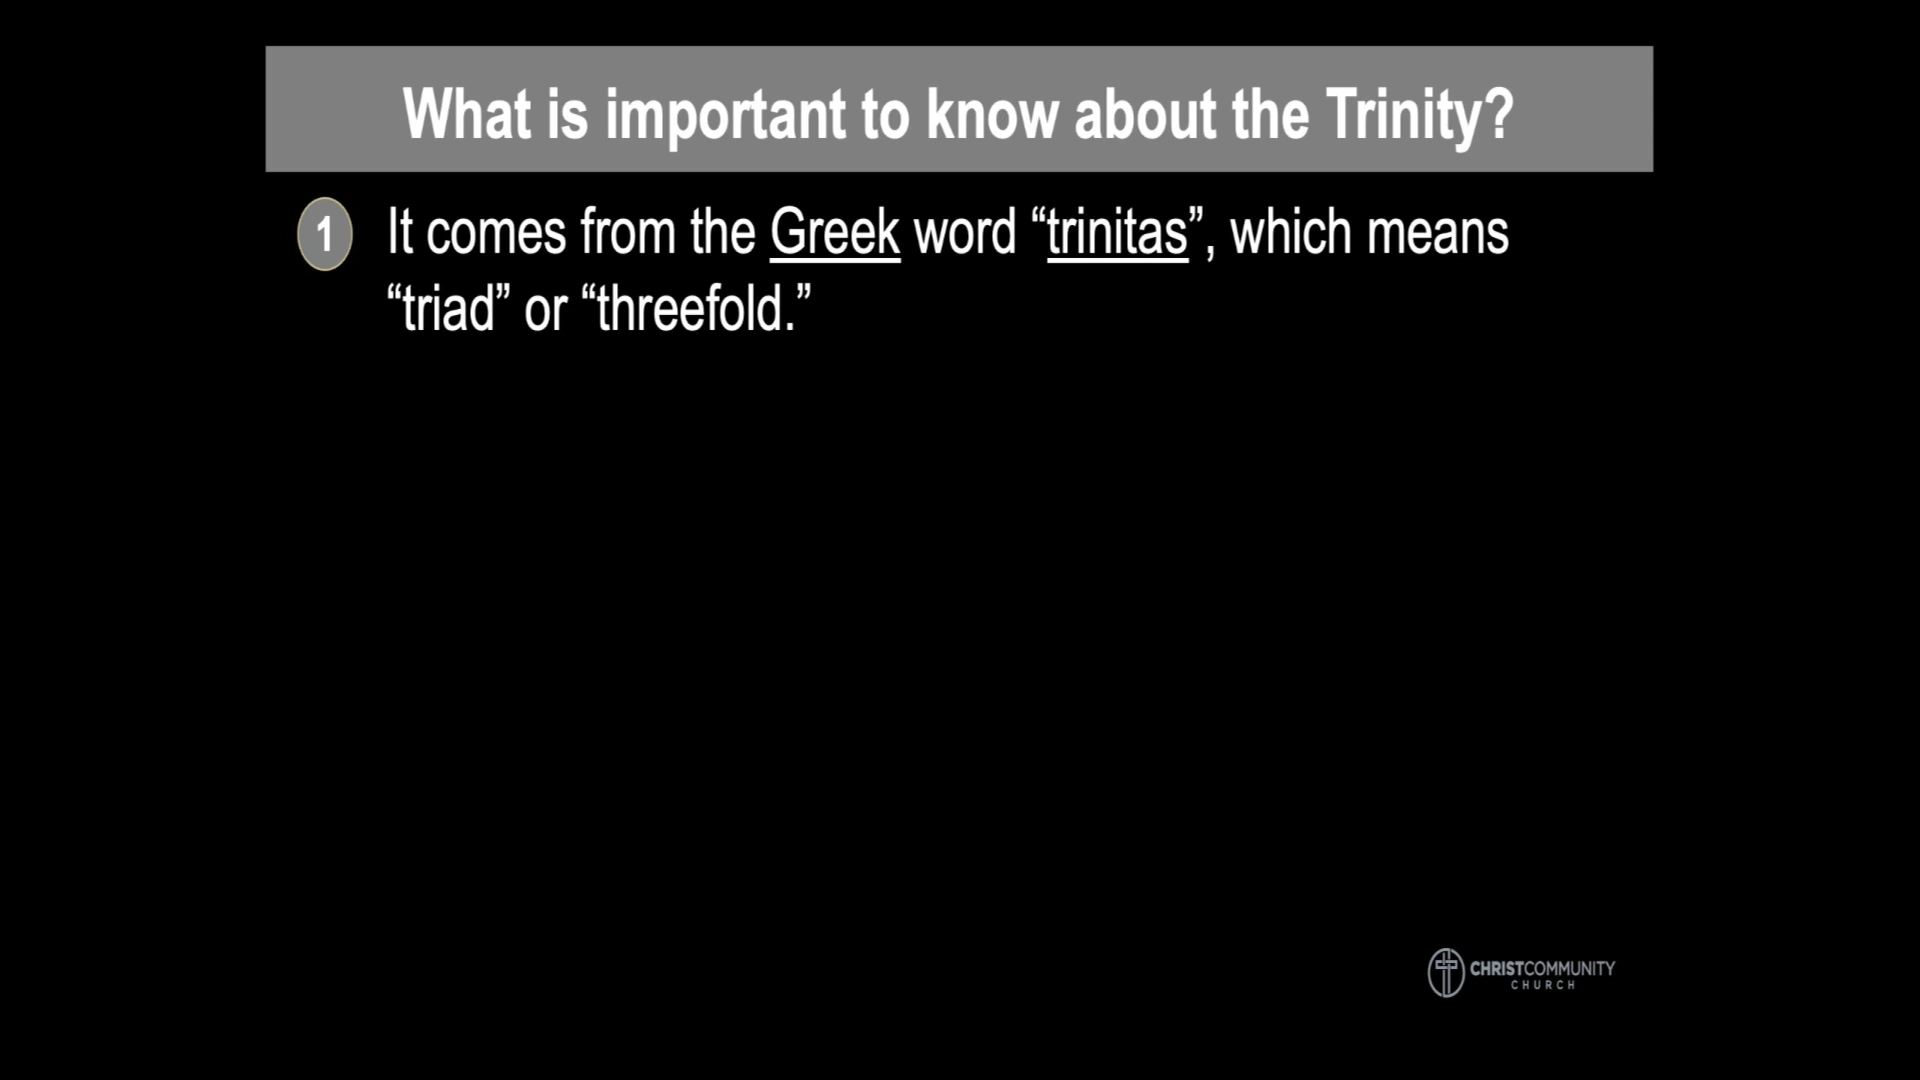 What is important to know about the Trinity?
1 It comes from the Greek word “trinitas”, which means
“triad” or “threefold.”
CHRISTCOMMUNITY
CHURCH